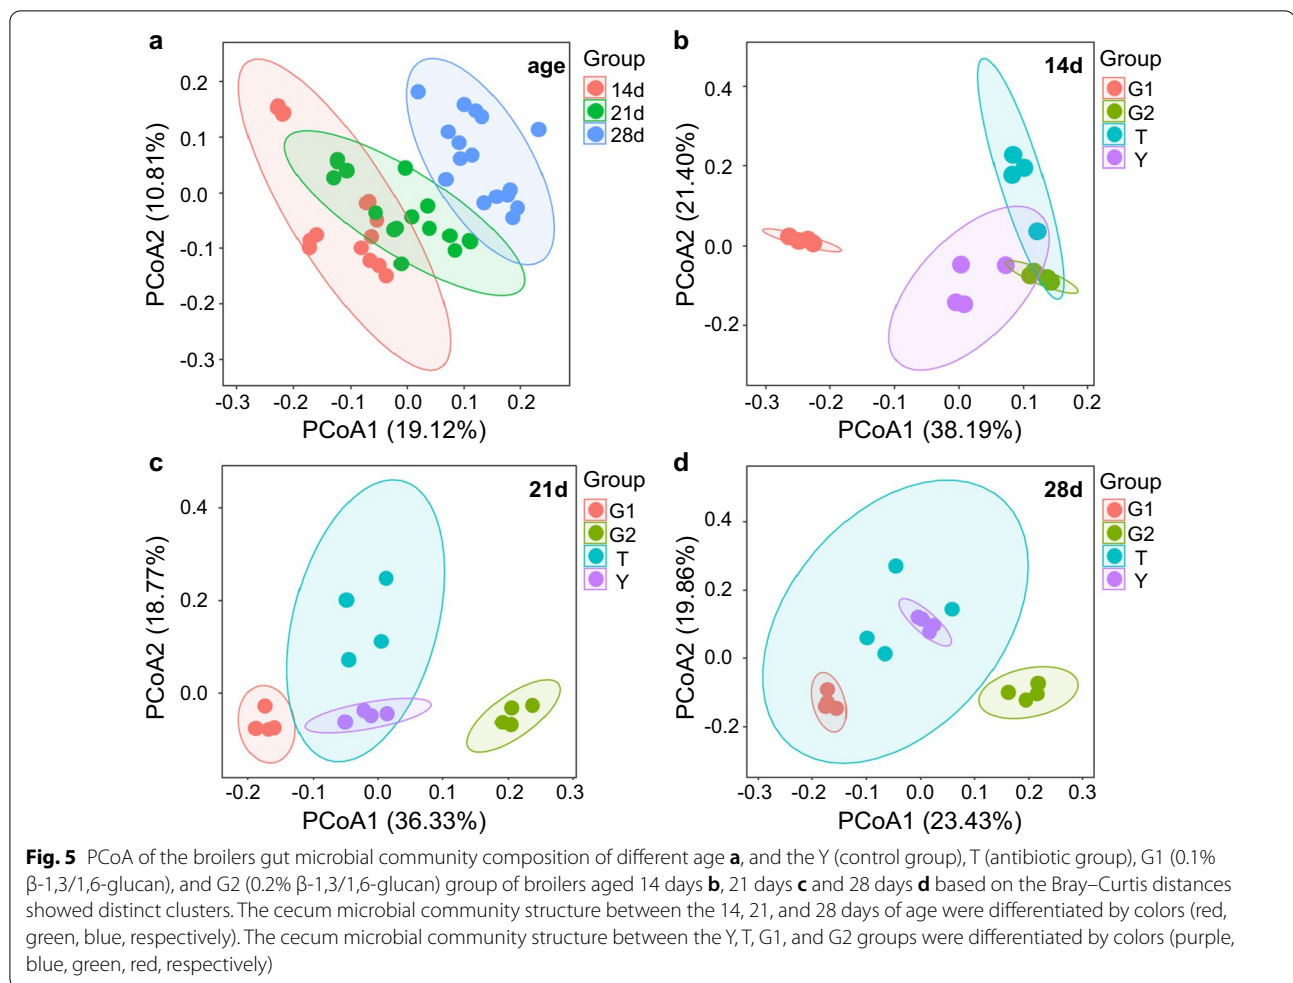 a
age
Group
14d
21d
28d
0.2
0.1
0.0
-0.1
-0.2
-0.3
PCoA2 (10.81%)
-0.3 -0.2 -0.1 0.0 0.1 0.2
PCoA1 (19.12%)
b
14d
Group
G1
G2
T
Y
0.4
0.2
0.0
-0.2
PCoA2 (21.40%)
-0.3 -0.2 -0.1 0.0 0.1 0.2
PCoA1 (38.19%)
c
21d
Group
G1
G2
T
Y
0.4
0.2
0.0
PCoA2 (18.77%)
-0.2 -0.1 0.0 0.1 0.2 0.3
PCoA1 (36.33%)
d
28d
Group
G1
G2
T
Y
0.4
0.2
0.0
-0.2
PCoA2 (19.86%)
-0.3 -0.2 -0.1 0.0 0.1 0.2 0.3
PCoA1 (23.43%)
Fig. 5 PCoA of the broilers gut microbial community composition of different age a, and the Y (control group), T (antibiotic group), G1 (0.1%
β-1,3/1,6-glucan), and G2 (0.2% β-1,3/1,6-glucan) group of broilers aged 14 days b, 21 days c and 28 days d based on the Bray–Curtis distances
showed distinct clusters. The cecum microbial community structure between the 14, 21, and 28 days of age were differentiated by colors (red,
green, blue, respectively). The cecum microbial community structure between the Y, T, G1, and G2 groups were differentiated by colors (purple,
blue, green, red, respectively)